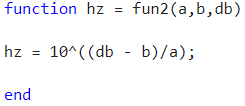 function hz = fun2(a,b,db)
hz = 10^((db - b)/a);
end